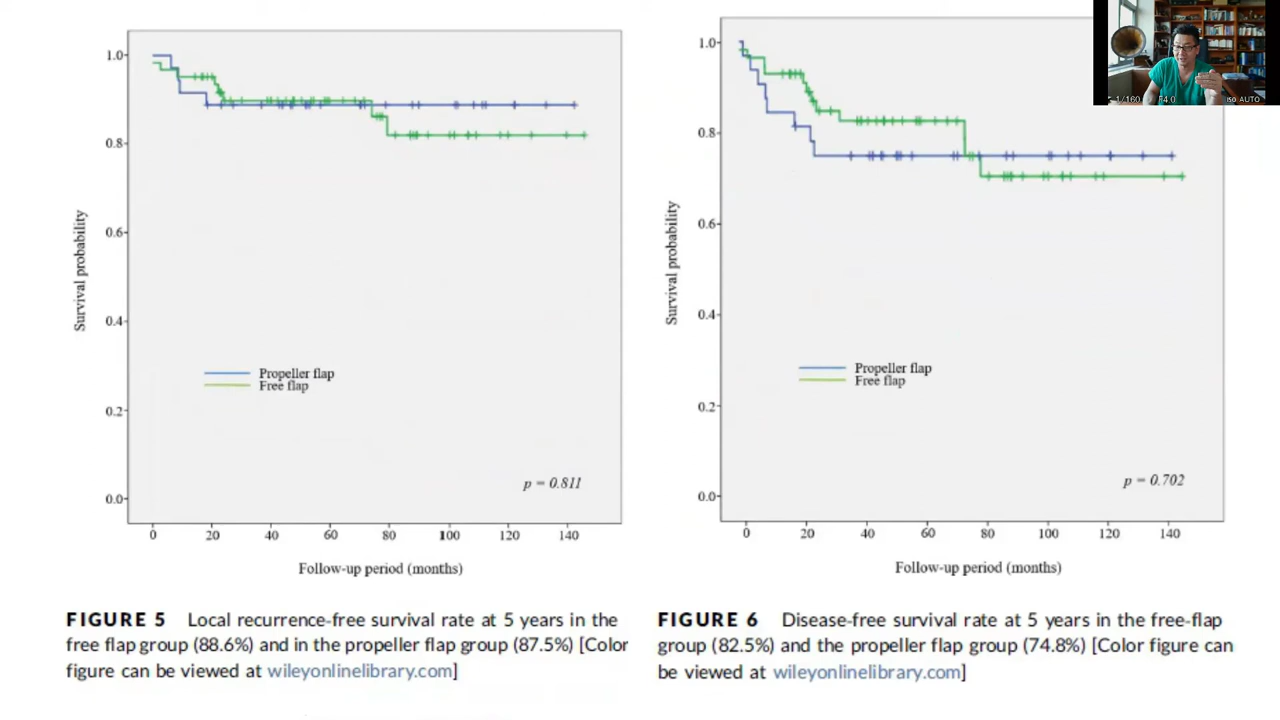 1/160
F4.0
ISO AUTO
1.0
0.8
0.6
0.4
0.2
0.0
Survival probability
Propeller flap
Free flap
p = 0.811
0 20 40 60 80 100 120 140
Follow-up period (months)
FIGURE 5 Local recurrence-free survival rate at 5 years in the
free flap group (88.6%) and in the propeller flap group (87.5%) [Color
figure can be viewed at wileyonlinelibrary.com]
1.0
0.8
0.6
0.4
0.2
0.0
Survival probability
Propeller flap
Free flap
p = 0.702
0 20 40 60 80 100 120 140
Follow-up period (months)
FIGURE 6 Disease-free survival rate at 5 years in the free-flap
group (82.5%) and the propeller flap group (74.8%) [Color figure can
be viewed at wileyonlinelibrary.com]